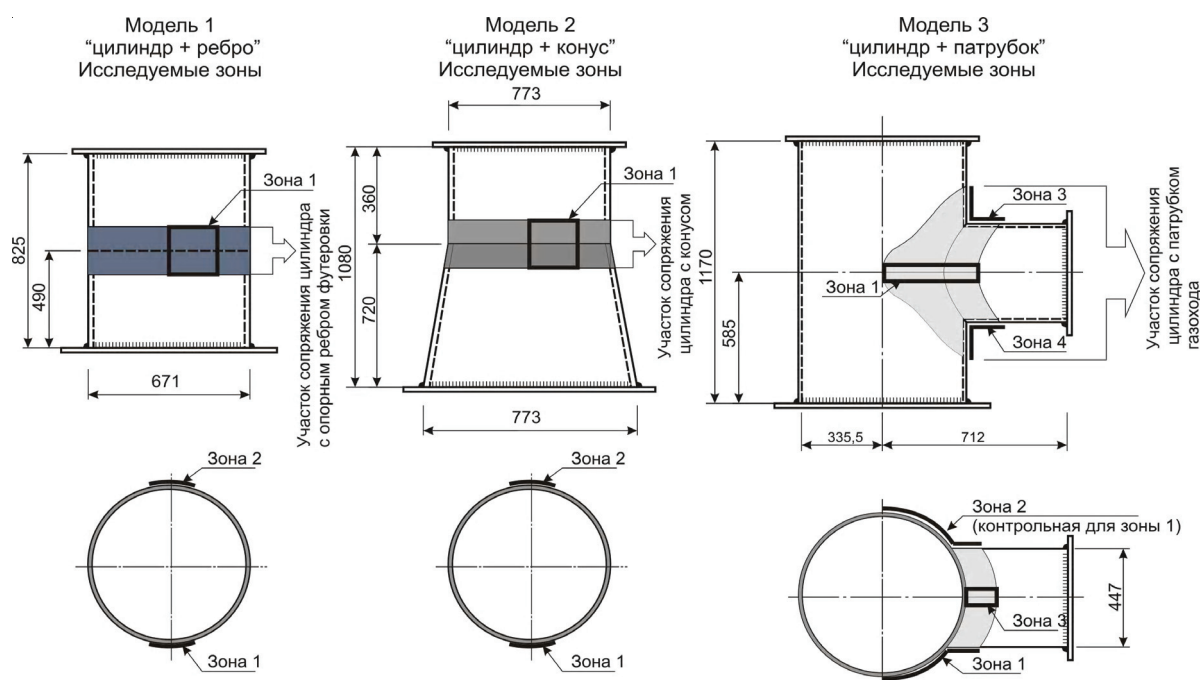 Модель 1
“цилиндр + ребро”
Исследуемые зоны
825
490
671
Зона 1
Участок сопряжения цилиндра
с опорным ребром футеровки
Зона 2
Зона 1
Модель 2
“цилиндр + конус”
Исследуемые зоны
773
1080
360
720
773
Зона 1
Участок сопряжения
цилиндра с конусом
Зона 2
Зона 1
Модель 3
“цилиндр + патрубок”
Исследуемые зоны
1170
585
335,5
712
Зона 3
Зона 1
Зона 4
Участок сопряжения
цилиндра с патрубком
газохода
Зона 2
(контрольная для зоны 1)
447
Зона 3
Зона 1